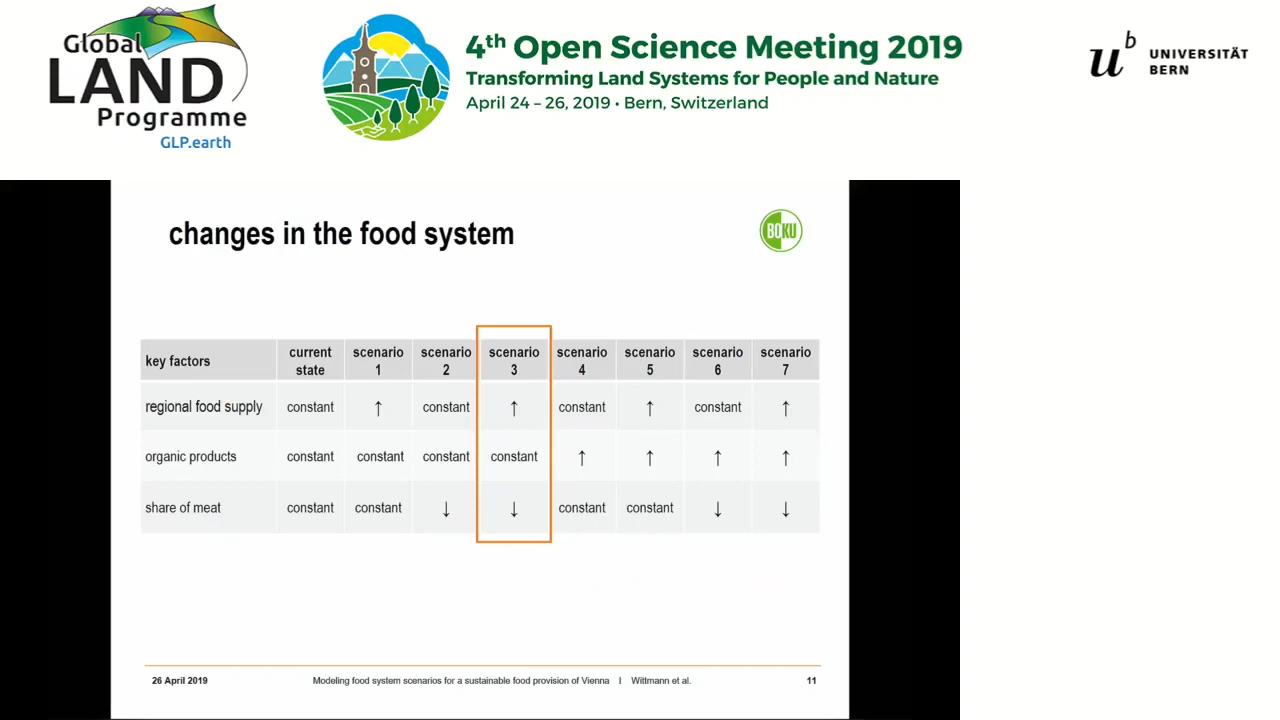 Global
LAND
Programme
GLP.earth
4th Open Science Meeting 2019
Transforming Land Systems for People and Nature
April 24 – 26, 2019 • Bern, Switzerland
u b
UNIVERSITÄT
BERN
changes in the food system
BOKU
key factors current state scenario 1 scenario 2 scenario 3 scenario 4 scenario 5 scenario 6 scenario 7
regional food supply constant ↑ constant ↑ constant ↑ constant ↑
organic products constant constant constant constant ↑ ↑ ↑ ↑
share of meat constant constant ↓ ↓ constant constant ↓ ↓
26 April 2019 Modeling food system scenarios for a sustainable food provision of Vienna I Wittmann et al. 11